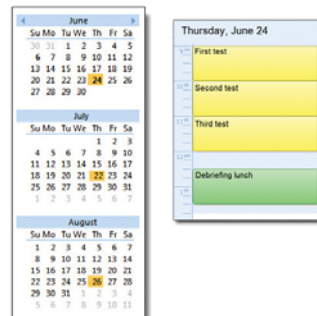 June
Su Mo Tu We Th Fr Sa
30 31 1 2 3 4 5
6 7 8 9 10 11 12
13 14 15 16 17 18 19
20 21 22 23 24 25 26
27 28 29 30
July
Su Mo Tu We Th Fr Sa
1 2 3
4 5 6 7 8 9 10
11 12 13 14 15 16 17
18 19 20 21 22 23 24
25 26 27 28 29 30 31
1 2 3 4 5 6 7
August
Su Mo Tu We Th Fr Sa
1 2 3 4 5 6 7
8 9 10 11 12 13 14
15 16 17 18 19 20 21
22 23 24 25 26 27 28
29 30 31 1 2 3 4
5 6 7 8 9 10 11
Thursday, June 24
First test
Second test
Third test
Debriefing lunch